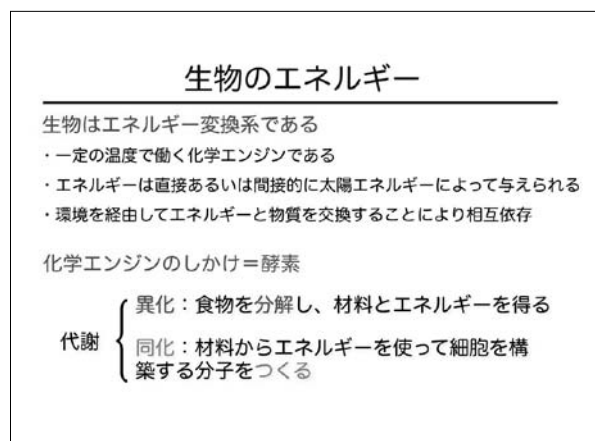 生物のエネルギー
生物はエネルギー変換系である
・一定の温度で働く化学エンジンである
・エネルギーは直接あるいは間接的に太陽エネルギーによって与えられる
・環境を経由してエネルギーと物質を交換することにより相互依存
化学エンジンのしかけ＝酵素
代謝
異化：食物を分解し、材料とエネルギーを得る
同化：材料からエネルギーを使って細胞を構
築する分子をつくる